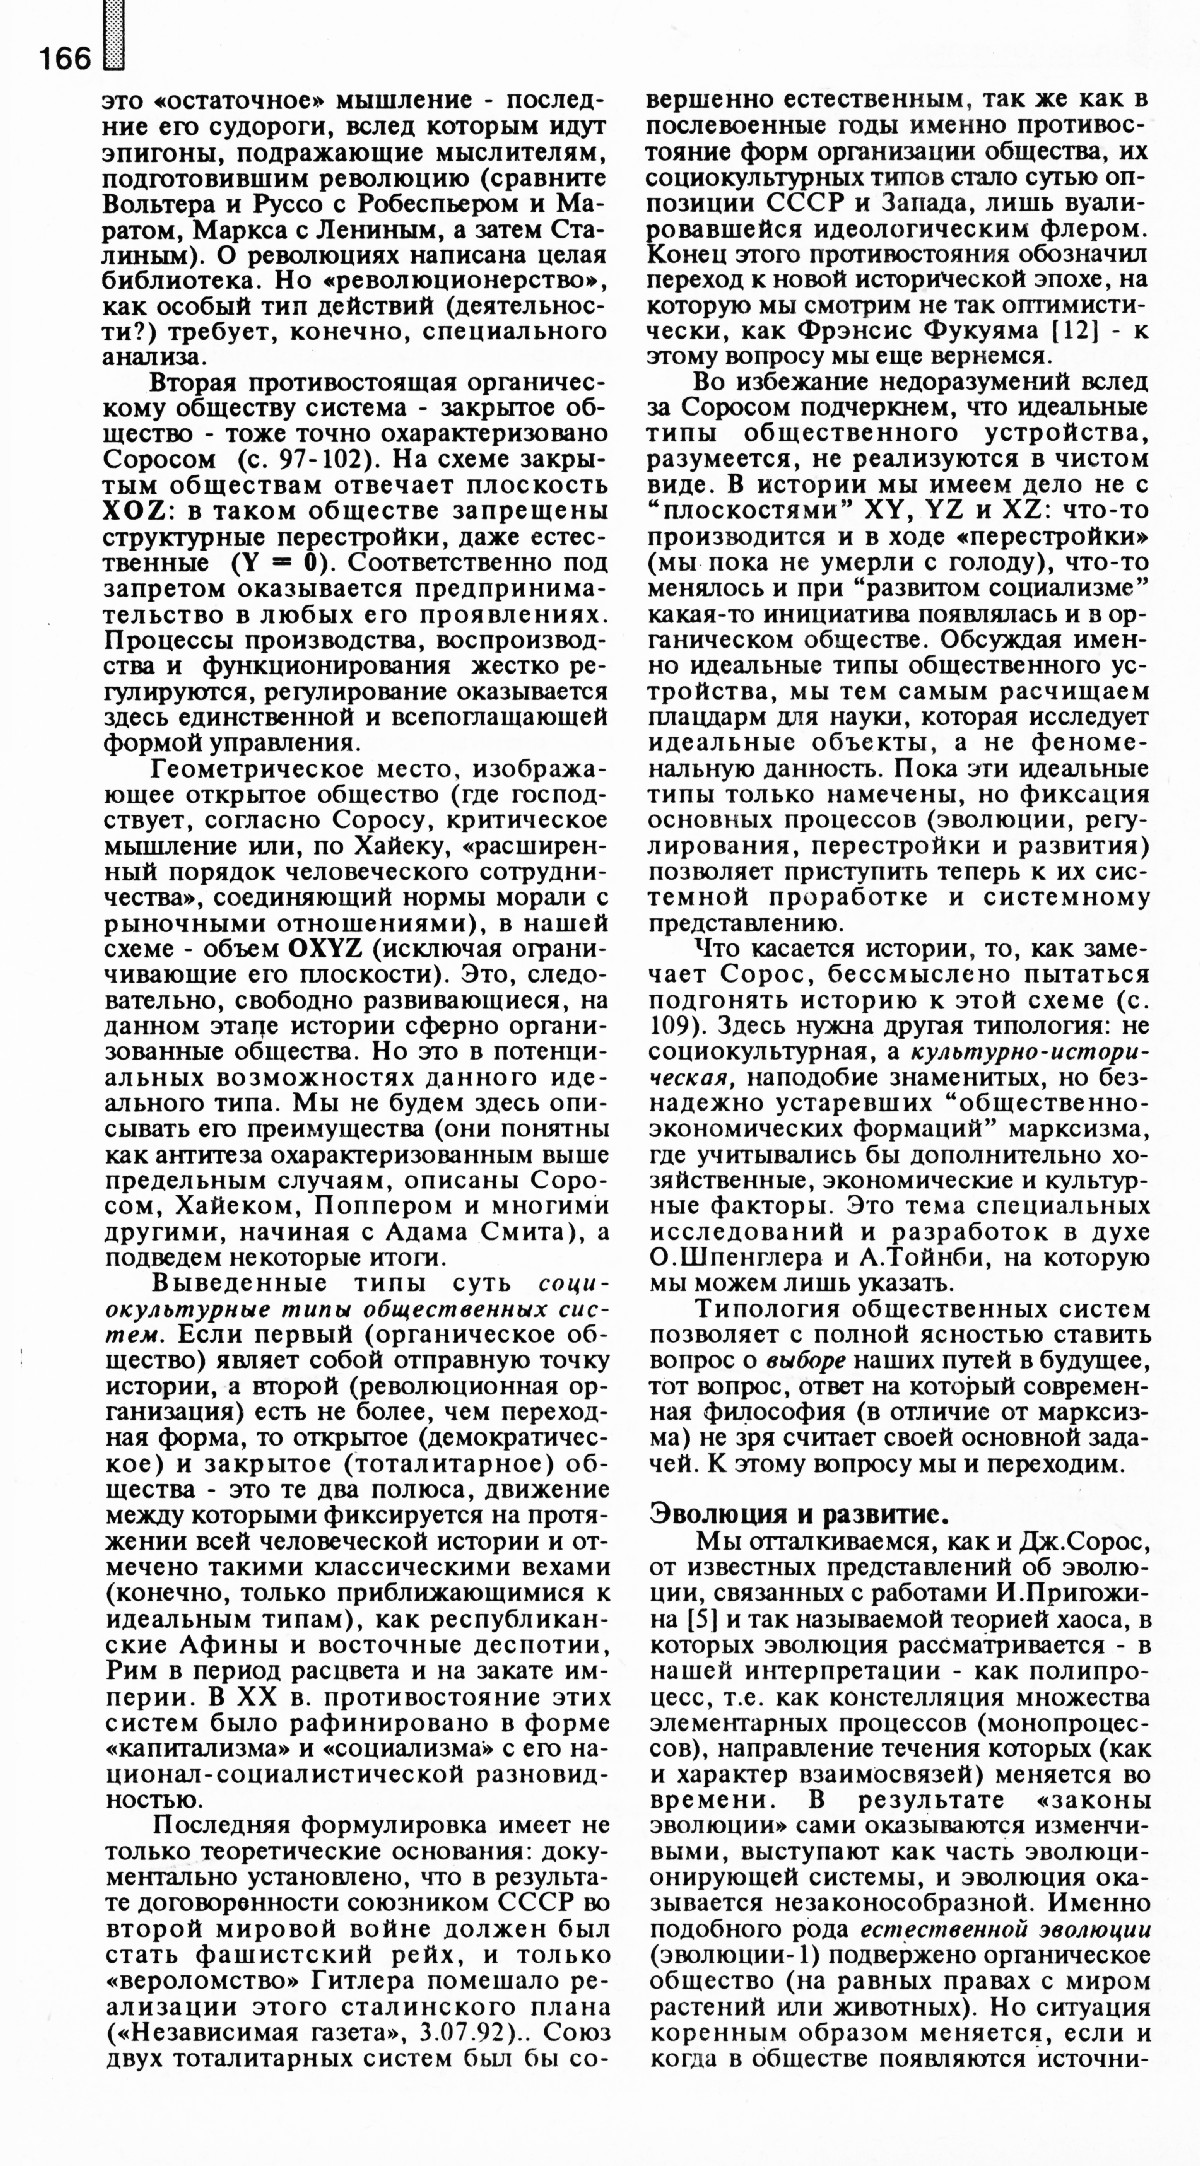 166
это «остаточное» мышление - послед-
ние его судороги, вслед которым идут
эпигоны, подражающие мыслителям,
подготовившим революцию (сравните
Вольтера и Руссо с Робеспьером и Ма-
ратом, Маркса с Лениным, а затем Ста-
линым). О революциях написана целая
библиотека. Но «революционерство»,
как особый тип действий (деятельнос-
ти?) требует, конечно, специального
анализа.
Вторая противостоящая органичес-
кому обществу система - закрытое об-
щество - тоже точно охарактеризовано
Соросом (с. 97-102). На схеме закры-
тым обществам отвечает плоскость
XOZ: в таком обществе запрещены
структурные перестройки, даже естес-
твенные (Y = 0). Соответственно под
запретом оказывается предпринима-
тельство в любых его проявлениях.
Процессы производства, воспроизвод-
ства и функционирования жестко ре-
гулируются, регулирование оказывается
здесь единственной и всепоглащающей
формой управления.
Геометрическое место, изобража-
ющее открытое общество (где господ-
ствует, согласно Соросу, критическое
мышление или, по Хайеку, «расширен-
ный порядок человеческого сотрудни-
чества», соединяющий нормы морали с
рыночными отношениями), в нашей
схеме - объем OXYZ (исключая ограни-
чивающие его плоскости). Это, следо-
вательно, свободно развивающиеся, на
данном этапе истории сферно органи-
зованные общества. Но это в потенци-
альных возможностях данного иде-
ального типа. Мы не будем здесь опи-
сывать его преимущества (они понятны
как антитеза охарактеризованным выше
предельным случаям, описаны Соро-
сом, Хайеком, Поппером и многими
другими, начиная с Адама Смита), а
подведем некоторые итоги.
Выведенные типы суть соци-
окультурные типы общественных сис-
тем. Если первый (органическое об-
щество) являет собой отправную точку
истории, а второй (революционная ор-
ганизация) есть не более, чем переход-
ная форма, то открытое (демократичес-
кое) и закрытое (тоталитарное) об-
щества - это те два полюса, движение
между которыми фиксируется на протя-
жении всей человеческой истории и от-
мечено такими классическими вехами
(конечно, только приближающимися к
идеальным типам), как республикан-
ские Афины и восточные деспотии,
Рим в период расцвета и на закате им-
перии. В XX в. противостояние этих
систем было рафинировано в форме
«капитализма» и «социализма» с его на-
ционал-социалистической разновид-
ностью.
Последняя формулировка имеет не
только теоретические основания: доку-
ментально установлено, что в результа-
те договоренности союзником СССР во
второй мировой войне должен был
стать фашистский рейх, и только
«вероломство» Гитлера помешало ре-
ализации этого сталинского плана
(«Независимая газета», 3.07.92).. Союз
двух тоталитарных систем был бы со-
вершенно естественным, так же как в
послевоенные годы именно противос-
тояние форм организации общества, их
социокультурных типов стало сутью оп-
позиции СССР и Запада, лишь вуали-
ровавшейся идеологическим флером.
Конец этого противостояния обозначил
переход к новой исторической эпохе, на
которую мы смотрим не так оптимисти-
чески, как Фрэнсис Фукуяма [12] - к
этому вопросу мы еще вернемся.
Во избежание недоразумений вслед
за Соросом подчеркнем, что идеальные
типы общественного устройства,
разумеется, не реализуются в чистом
виде. В истории мы имеем дело не с
“плоскостями” XY, YZ и XZ: что-то
производится и в ходе «перестройки»
(мы пока не умерли с голоду), что-то
менялось и при “развитом социализме”
какая-то инициатива появлялась и в ор-
ганическом обществе. Обсуждая имен-
но идеальные типы общественного ус-
тройства, мы тем самым расчищаем
плацдарм для науки, которая исследует
идеальные объекты, а не феноме-
нальную данность. Пока эти идеальные
типы только намечены, но фиксация
основных процессов (эволюции, регу-
лирования, перестройки и развития)
позволяет приступить теперь к их сис-
темной проработке и системному
представлению.
Что касается истории, то, как заме-
чает Сорос, бессмыслено пытаться
подгонять историю к этой схеме (с.
109). Здесь нужна другая типология: не
социокультурная, а культурно-истори-
ческая, наподобие знаменитых, но без-
надежно устаревших “общественно-
экономических формаций” марксизма,
где учитывались бы дополнительно хо-
зяйственные, экономические и культур-
ные факторы. Это тема специальных
исследований и разработок в духе
О.Шпенглера и А.Тойнби, на которую
мы можем лишь указать.
Типология общественных систем
позволяет с полной ясностью ставить
вопрос о выборе наших путей в будущее,
тот вопрос, ответ на который современ-
ная философия (в отличие от марксиз-
ма) не зря считает своей основной зада-
чей. К этому вопросу мы и переходим.
Эволюция и развитие.
Мы отталкиваемся, как и Дж.Сорос,
от известных представлений об эволю-
ции, связанных с работами И.Пригожи-
на [5] и так называемой теорией хаоса, в
которых эволюция рассматривается - в
нашей интерпретации - как полипро-
цесс, т.е. как констелляция множества
элементарных процессов (монопроцес-
сов), направление течения которых (как
и характер взаимосвязей) меняется во
времени. В результате «законы
эволюции» сами оказываются изменчи-
выми, выступают как часть эволюци-
онирующей системы, и эволюция ока-
зывается незаконосообразной. Именно
подобного рода естественной эволюции
(эволюции-1) подвержено органическое
общество (на равных правах с миром
растений или животных). Но ситуация
коренным образом меняется, если и
когда в обществе появляются источни-